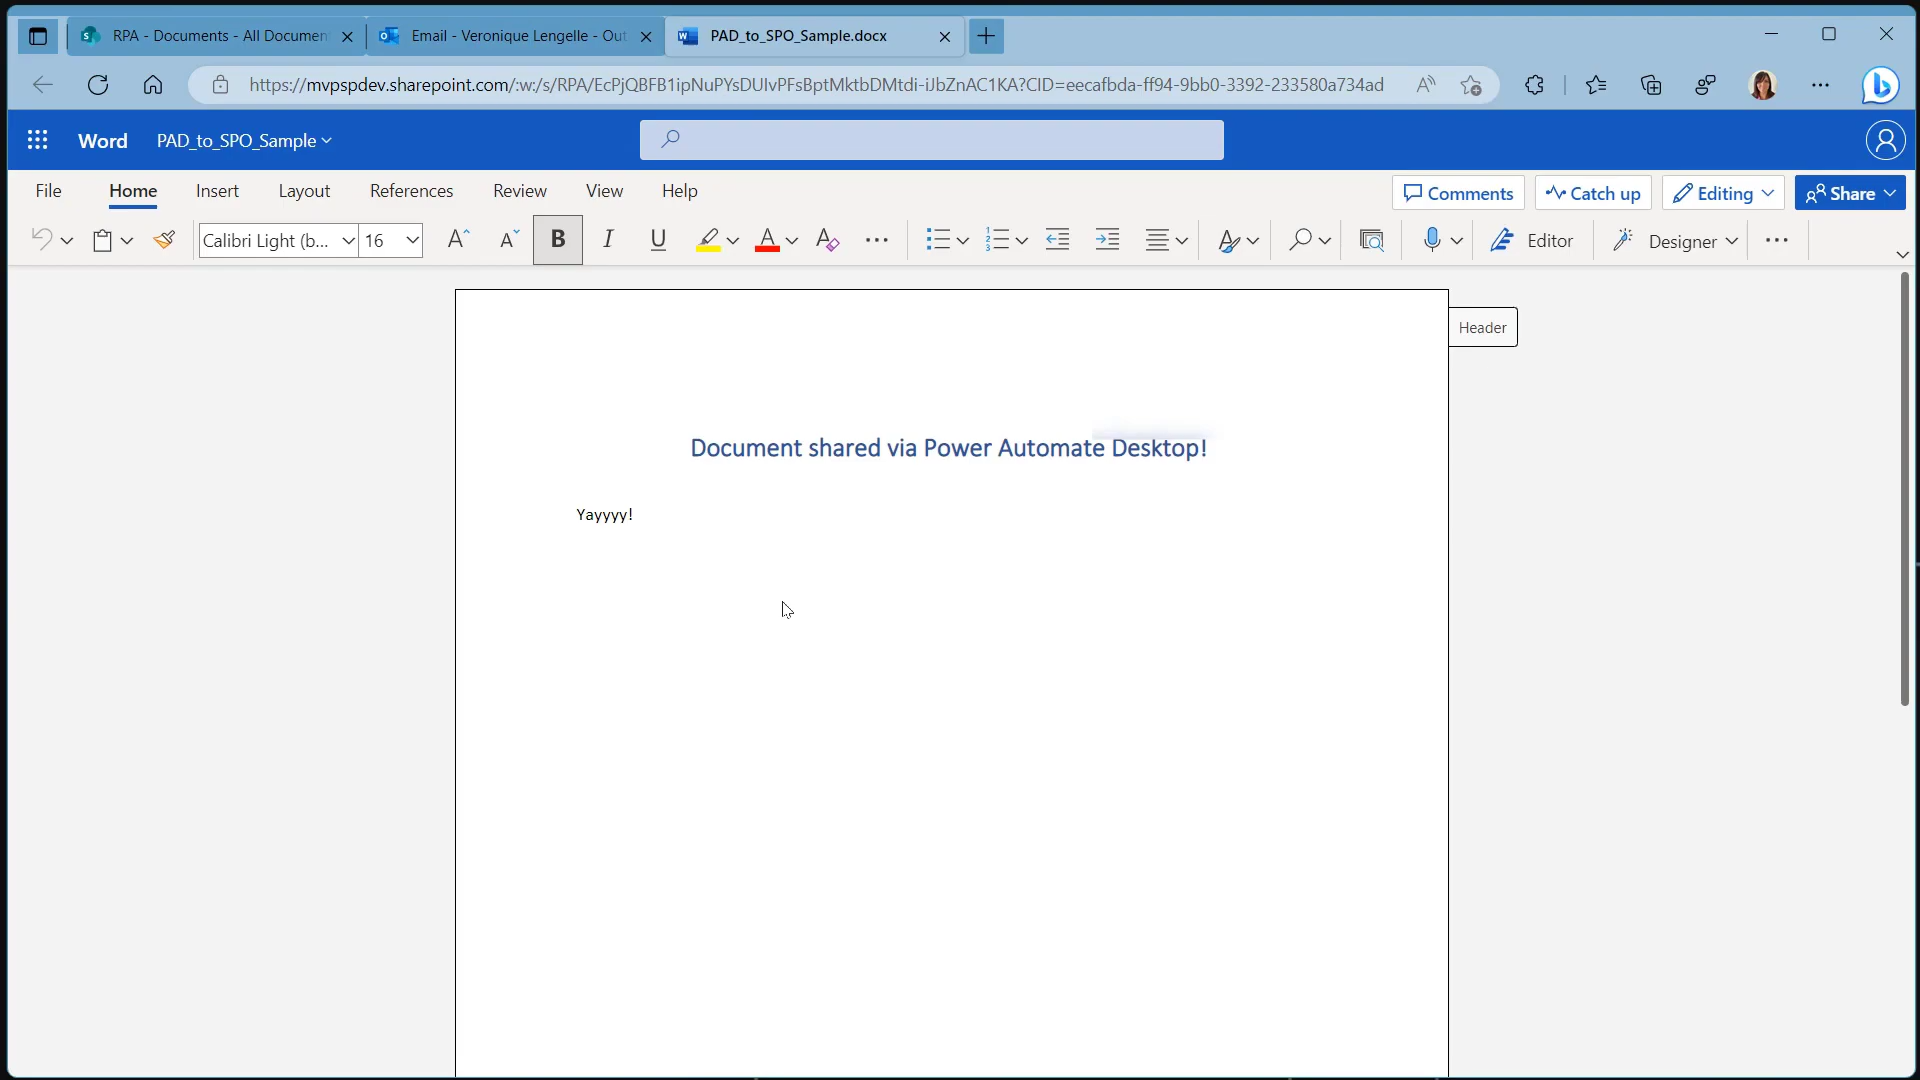 RPA - Documents - All Documen
Email - Veronique Lengelle - Out
PAD_to_SPO_Sample.docx
https://mvpspdev.sharepoint.com/:w:/s/RPA/EcPjQBFB1ipNuPYsDUIvPFsBptMktbDMtdi-iJbZnAC1KA?CID=eecafbda-ff94-9bb0-3392-233580a734ad
Word PAD_to_SPO_Sample
File Home Insert Layout References Review View Help Comments Catch up Editing Share
Calibri Light (b... 16 B I U Editor Designer
Header
Document shared via Power Automate Desktop!
Yayyyy!